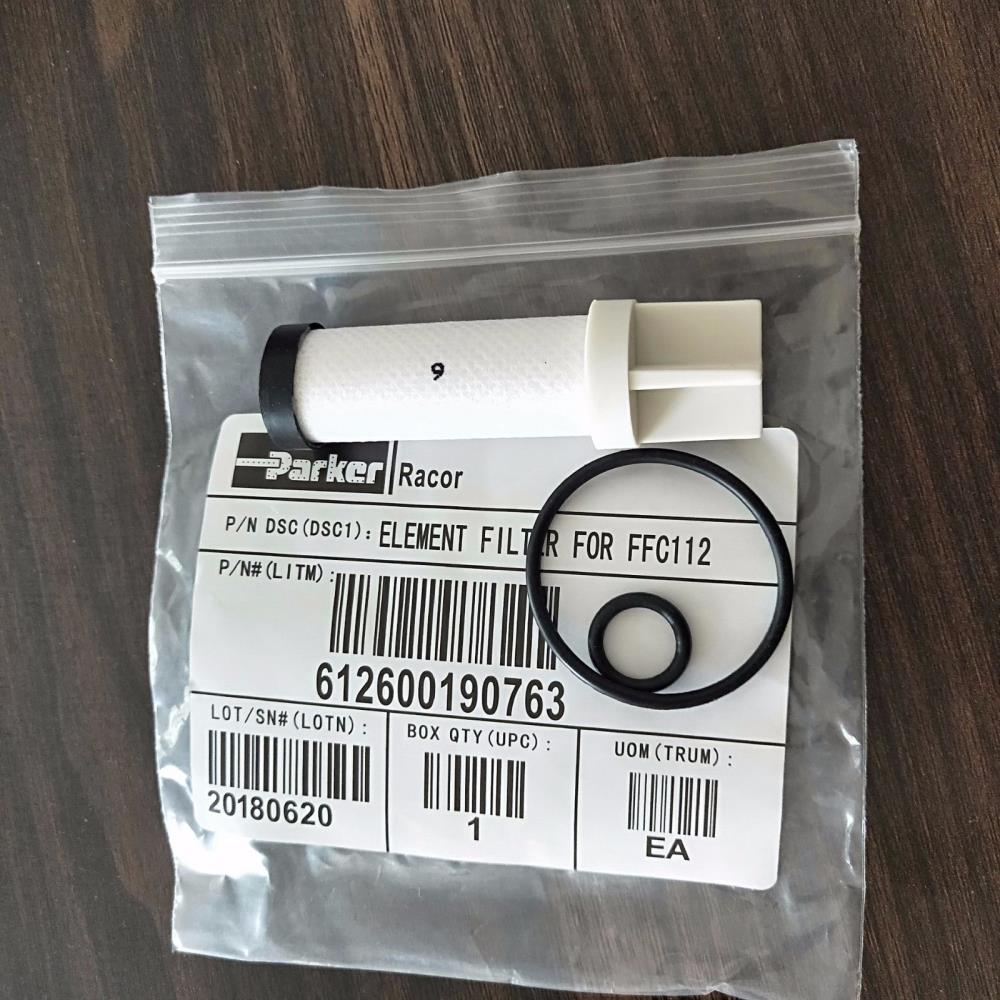 9
Parker
Racor
P/N DSC(DSC1): ELEMENT FILTER FOR FFC112
P/N#(LITM):
612600190763
LOT/SN#(LOTN):
20180620
BOX QTY(UPC):
1
UOM(TRUM):
EA